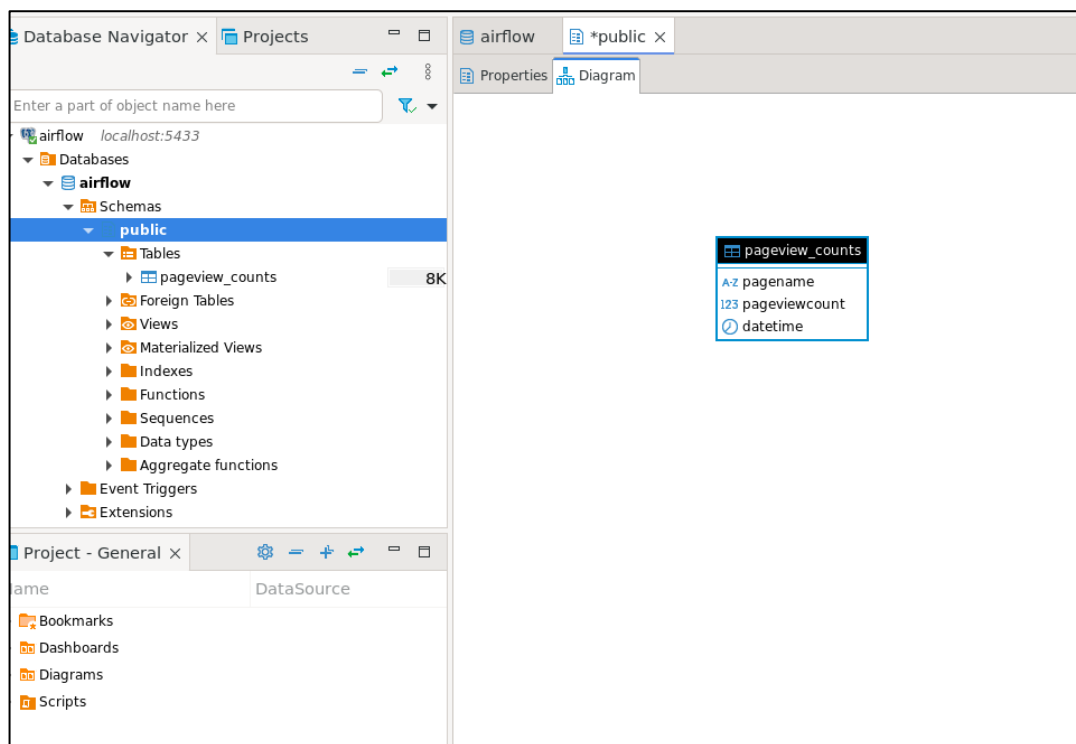 Database Navigator
Projects
Enter a part of object name here
airflow localhost:5433
Databases
airflow
Schemas
public
Tables
pageview_counts 8K
Foreign Tables
Views
Materialized Views
Indexes
Functions
Sequences
Data types
Aggregate functions
Event Triggers
Extensions
Project - General
DataSource
Bookmarks
Dashboards
Diagrams
Scripts
airflow
*public
Properties
Diagram
pageview_counts
A-Z pagename
123 pageviewcount
datetime